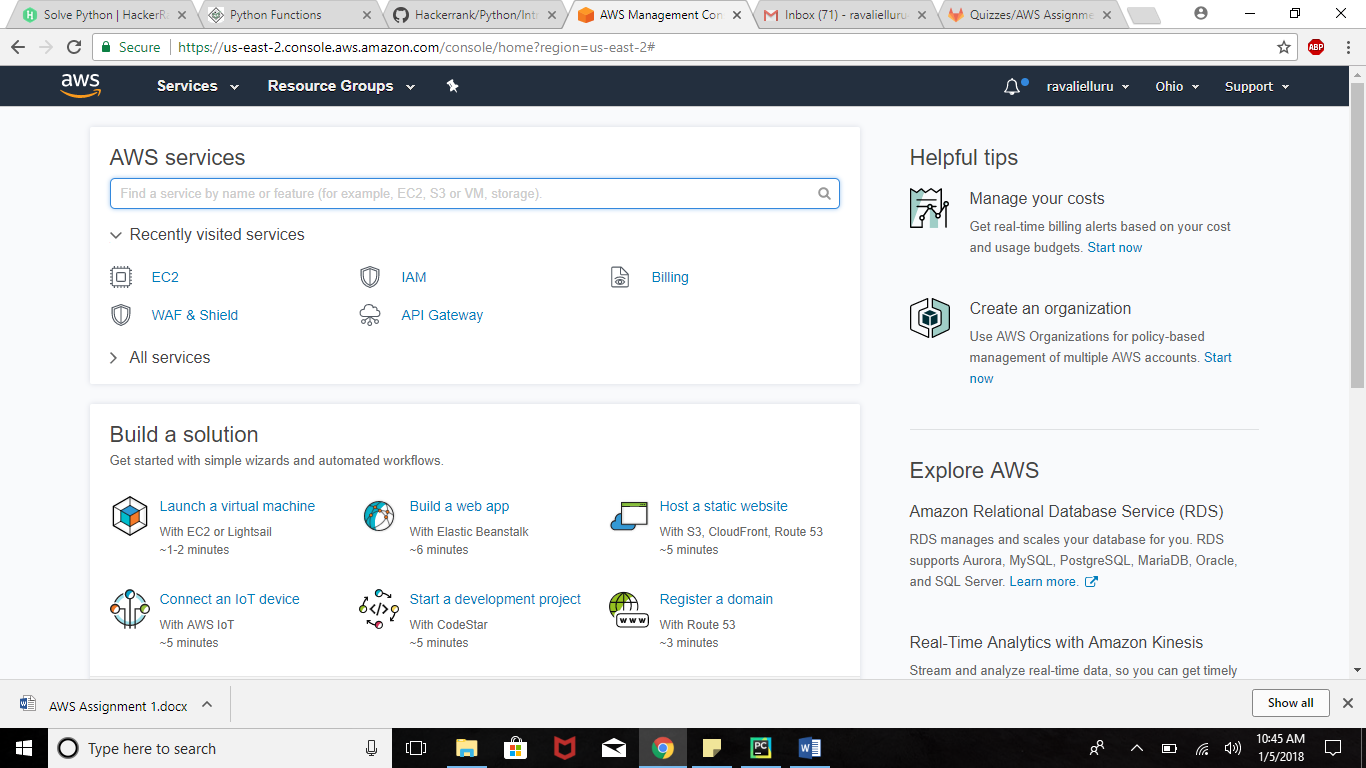 Solve Python | HackerR
Python Functions
Hackerrank/Python/Intr
AWS Management Con
Inbox (71) - ravalielluru
Quizzes/AWS Assignme
Secure
https://us-east-2.console.aws.amazon.com/console/home?region=us-east-2#
ABP
aws
Services
Resource Groups
ravalielluru
Ohio
Support
AWS services
Find a service by name or feature (for example, EC2, S3 or VM, storage).
Recently visited services
EC2
IAM
Billing
WAF & Shield
API Gateway
All services
Build a solution
Get started with simple wizards and automated workflows.
Launch a virtual machine
With EC2 or Lightsail
~1-2 minutes
Build a web app
With Elastic Beanstalk
~6 minutes
Host a static website
With S3, CloudFront, Route 53
~5 minutes
Connect an IoT device
With AWS IoT
~5 minutes
Start a development project
With CodeStar
~5 minutes
Register a domain
With Route 53
~3 minutes
Helpful tips
Manage your costs
Get real-time billing alerts based on your cost
and usage budgets. Start now
Create an organization
Use AWS Organizations for policy-based
management of multiple AWS accounts. Start
now
Explore AWS
Amazon Relational Database Service (RDS)
RDS manages and scales your database for you. RDS
supports Aurora, MySQL, PostgreSQL, MariaDB, Oracle,
and SQL Server. Learn more.
Real-Time Analytics with Amazon Kinesis
Stream and analyze real-time data, so you can get timely
AWS Assignment 1.docx
Show all
Type here to search
10:45 AM
1/5/2018